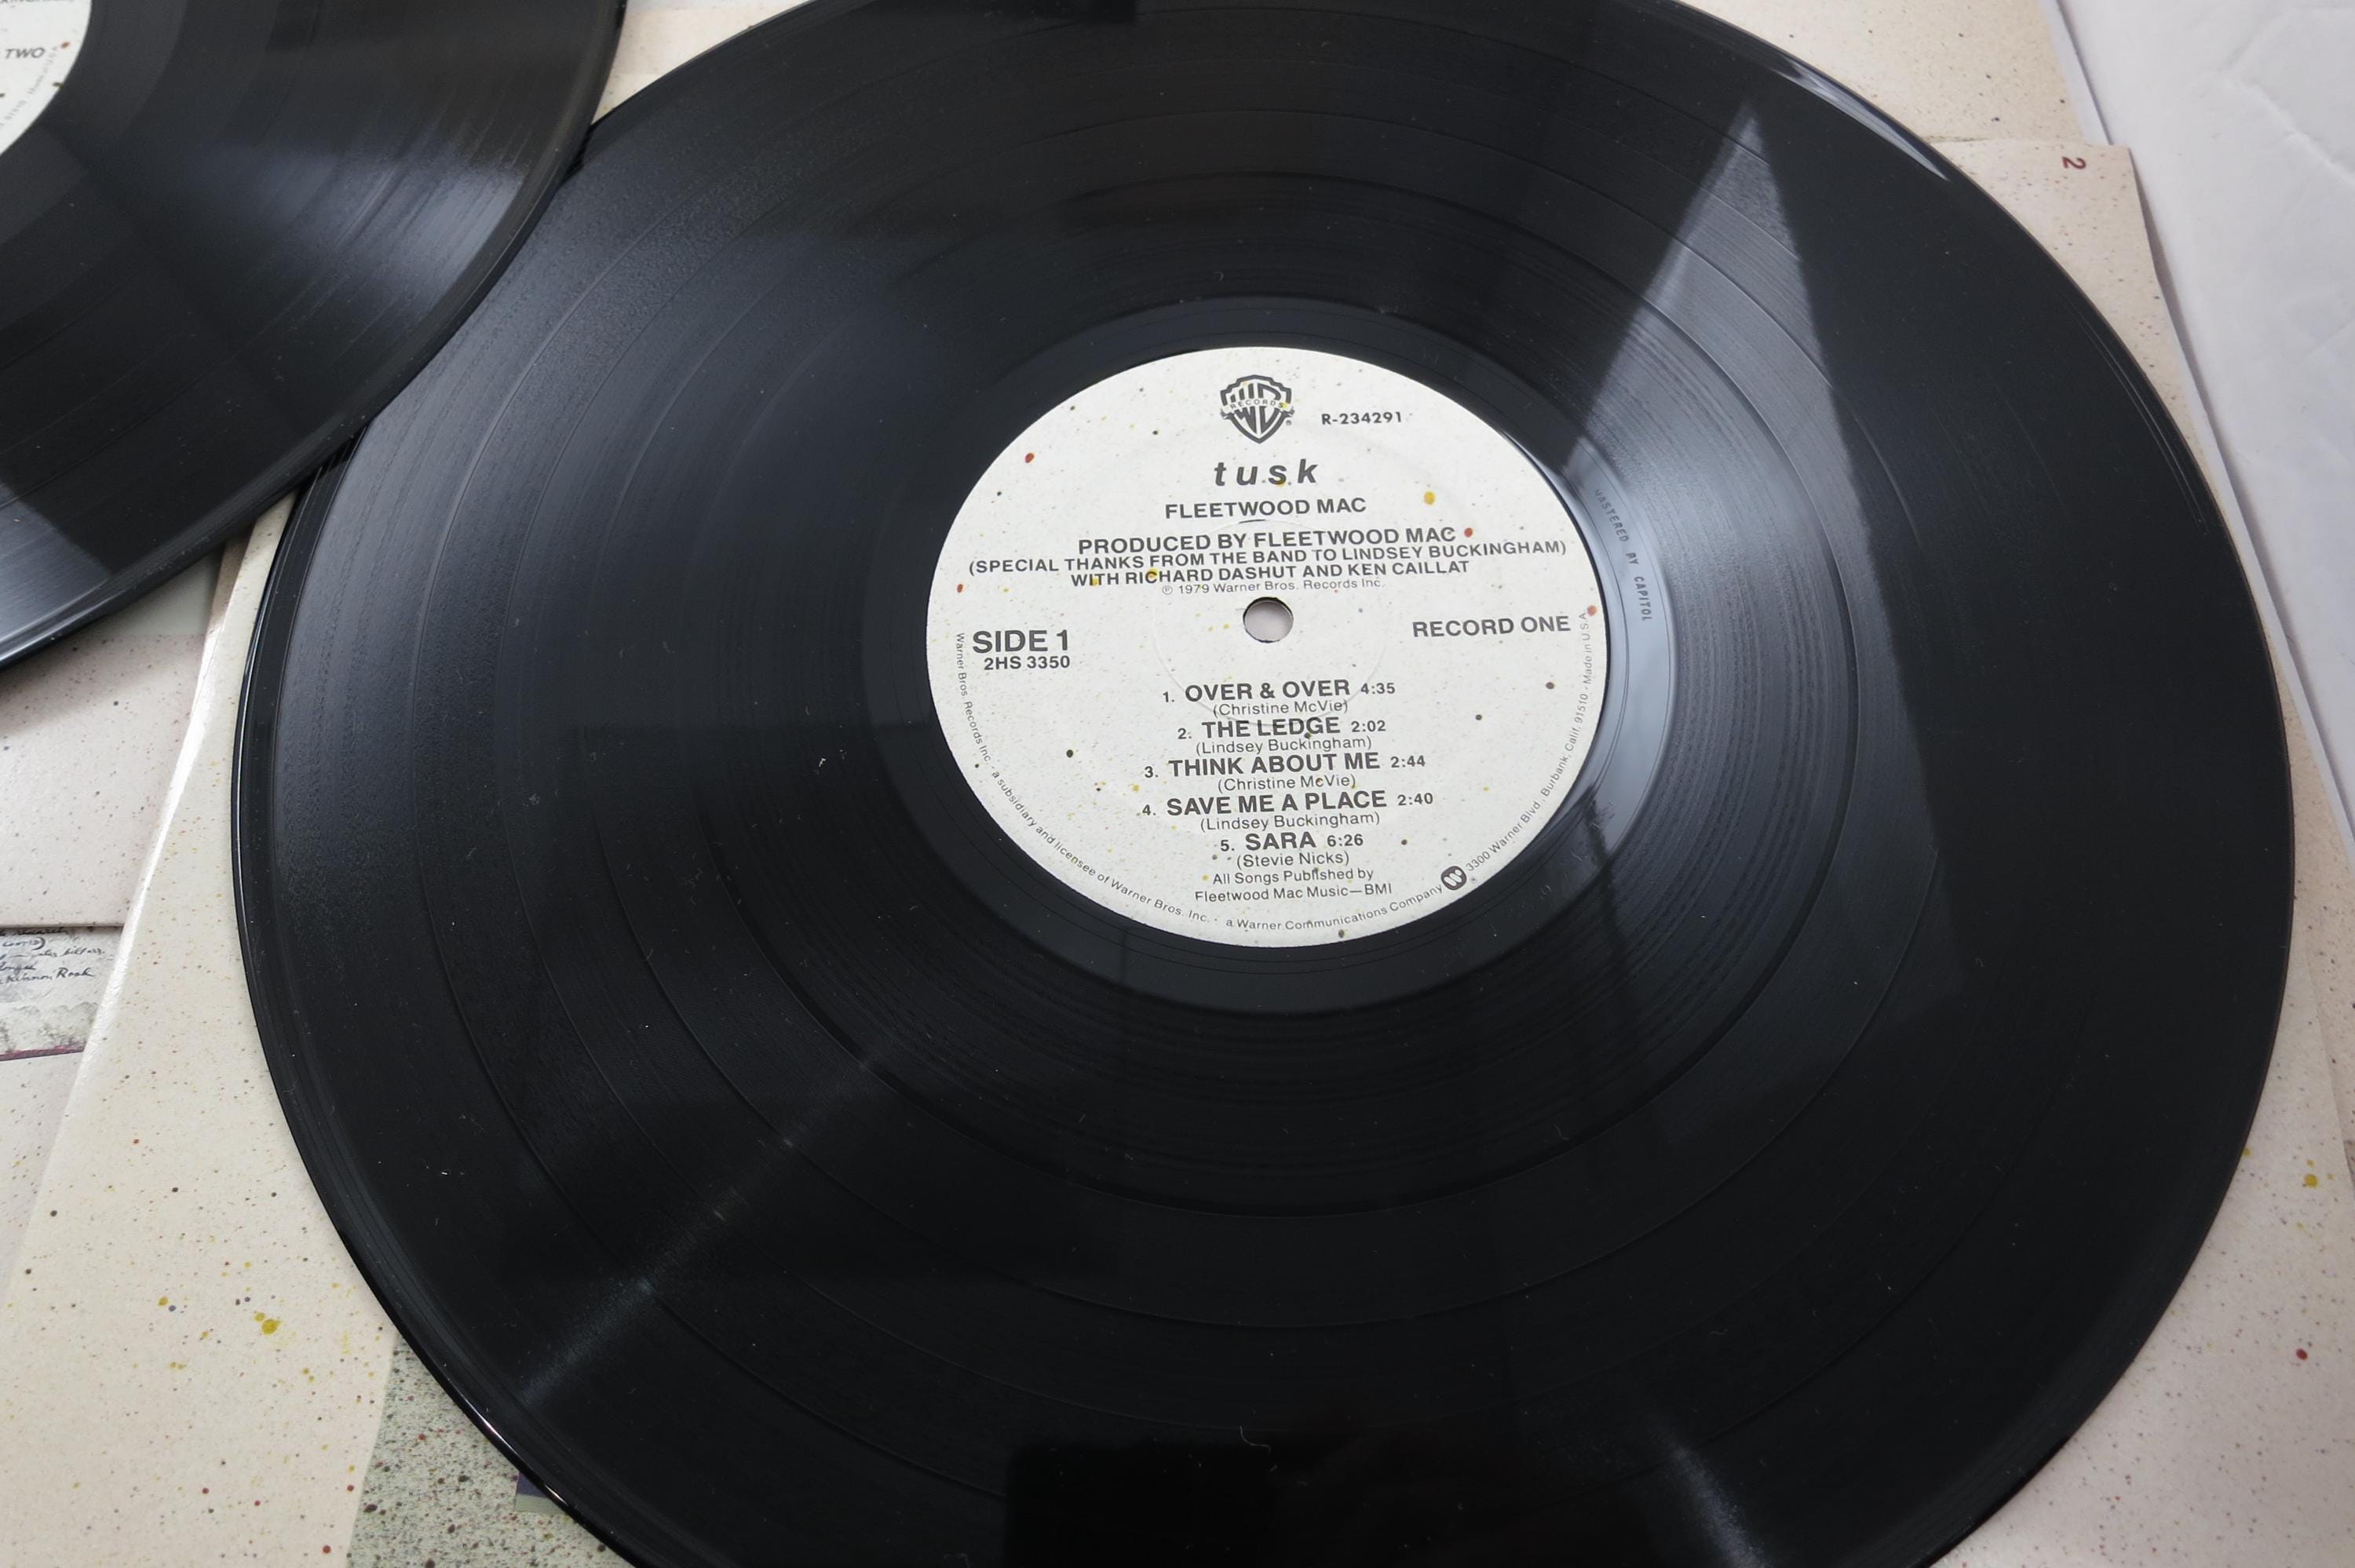 TWO
2
RECORDS
R-234291
tusk
FLEETWOOD MAC
PRODUCED BY FLEETWOOD MAC
(SPECIAL THANKS FROM THE BAND TO LINDSEY BUCKINGHAM)
WITH RICHARD DASHUT AND KEN CAILLAT
℗ 1979 Warner Bros. Records Inc.
SIDE 1
2HS 3350
RECORD ONE
1. OVER & OVER 4:35
(Christine McVie)
2. THE LEDGE 2:02
(Lindsey Buckingham)
3. THINK ABOUT ME 2:44
(Christine McVie)
4. SAVE ME A PLACE 2:40
(Lindsey Buckingham)
5. SARA 6:26
(Stevie Nicks)
All Songs Published by
Fleetwood Mac Music—BMI
Warner Bros. Records Inc. · a subsidiary and licensee of Warner Bros. Inc. · a Warner Communications Company 3300 Warner Blvd., Burbank, Calif. 91510 · Made in U.S.A.
MASTERED BY CAPITOL